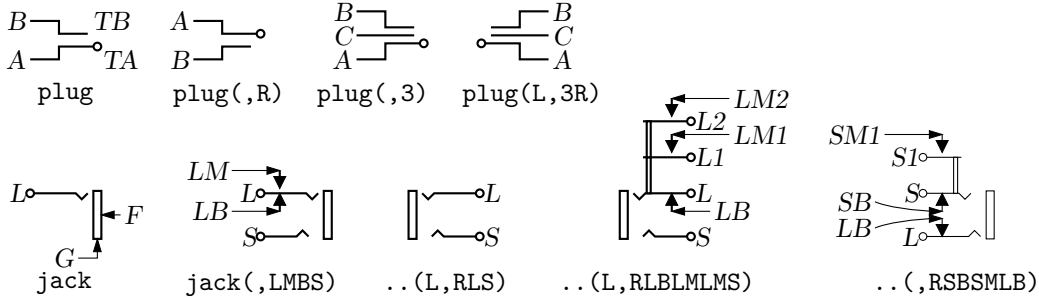 B TB A B B
C C
A TA B A A
plug plug(,R) plug(,3) plug(L,3R)
LM2
L2
LM1 SM1
LM L1 S1
L L L L S
F LB LB SB
LB
G S S S L
jack jack(,LMBS) ..(L,RLS) ..(L,RLBLMLMS) ..(,RSBSMLB)